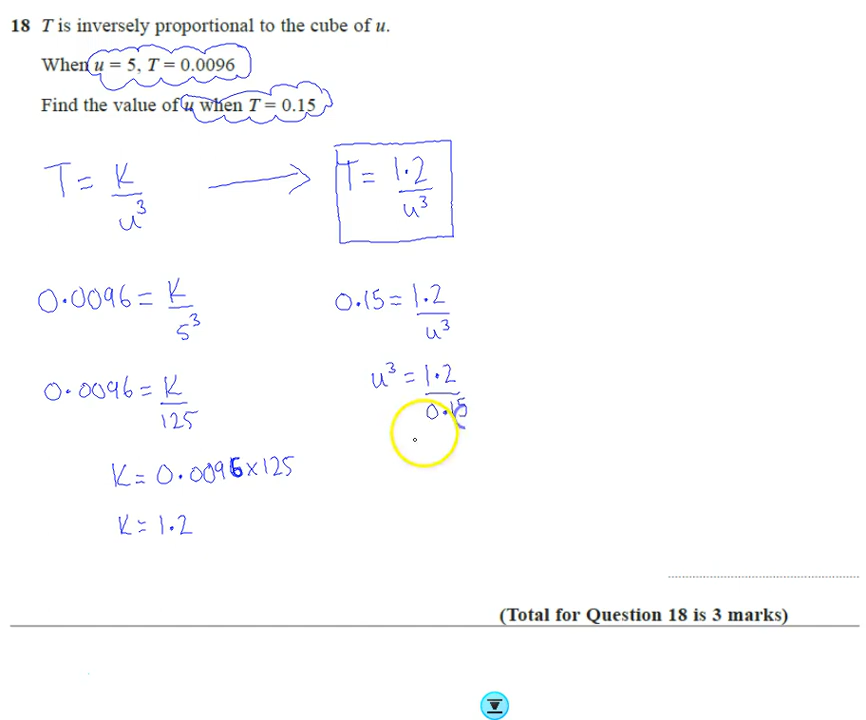 18 T is inversely proportional to the cube of u.
When u = 5, T = 0.0096
Find the value of u when T = 0.15
T = K/u³ → T = 1.2/u³
0.0096 = K/5³
0.0096 = K/125
K = 0.0096 × 125
K = 1.2
0.15 = 1.2/u³
u³ = 1.2/0.15
(Total for Question 18 is 3 marks)